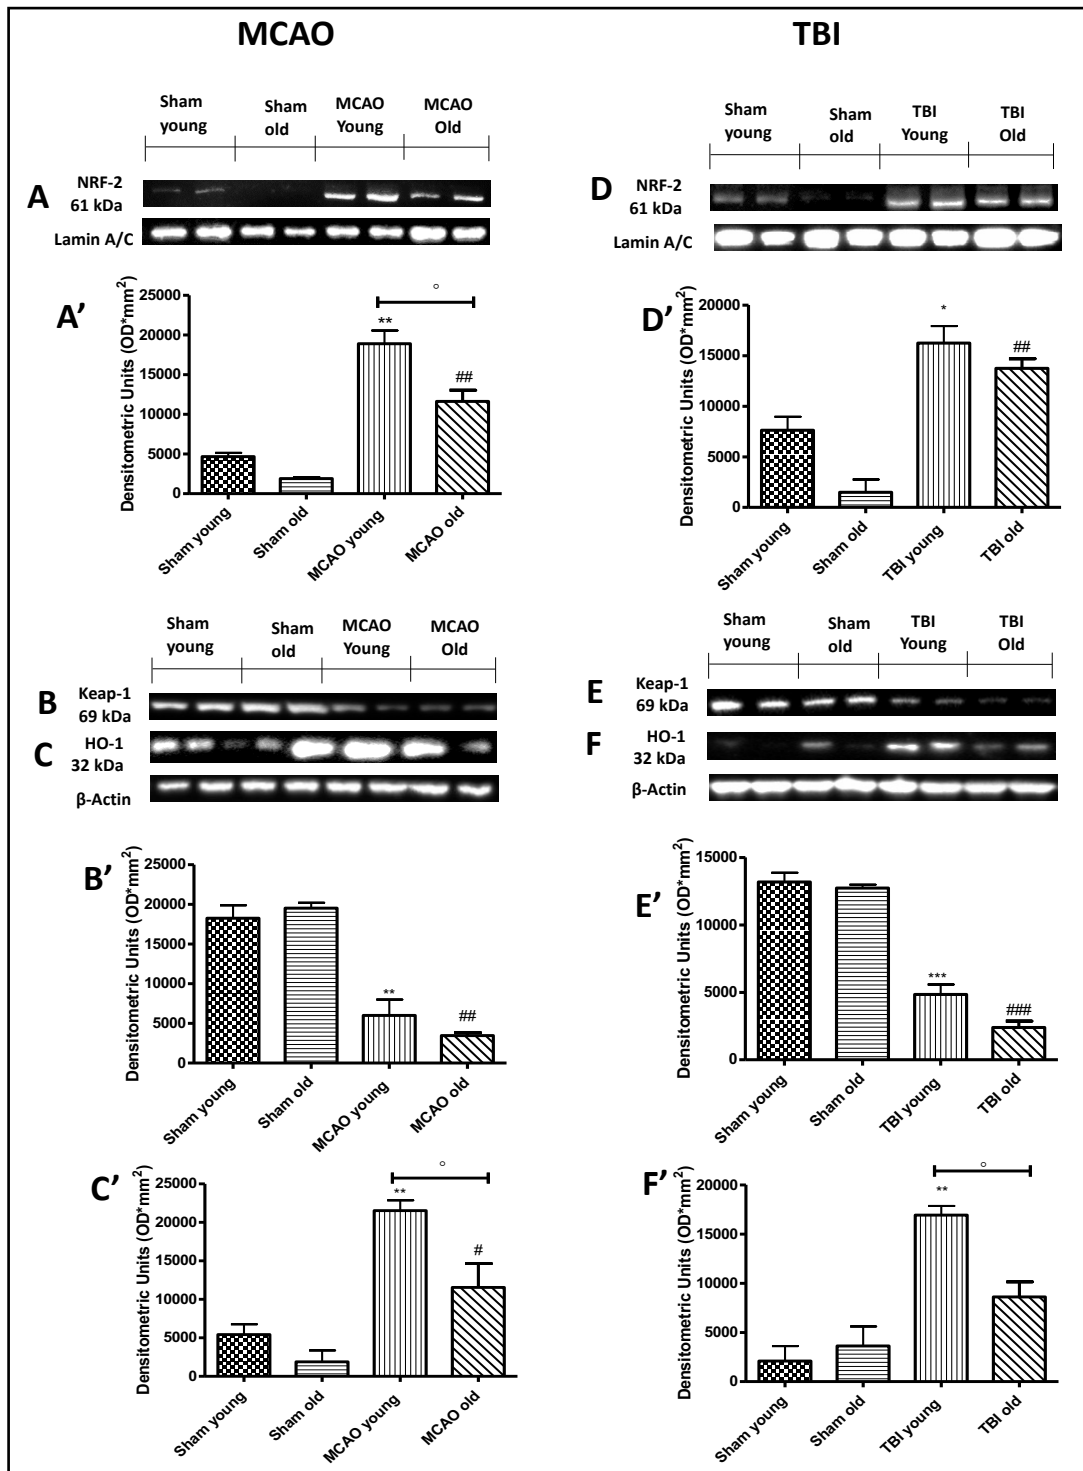 MCAO
TBI
Sham young
Sham old
MCAO Young
MCAO Old
A
NRF-2
61 kDa
Lamin A/C
Sham young
Sham old
TBI Young
TBI Old
D
NRF-2
61 kDa
Lamin A/C
A’
Densitometric Units (OD*mm²)
25000
20000
15000
10000
5000
0
**
°
##
Sham young
Sham old
MCAO young
MCAO old
D’
Densitometric Units (OD*mm²)
20000
15000
10000
5000
0
*
##
Sham young
Sham old
TBI young
TBI old
Sham young
Sham old
MCAO Young
MCAO Old
B
Keap-1
69 kDa
C
HO-1
32 kDa
β-Actin
Sham young
Sham old
TBI Young
TBI Old
E
Keap-1
69 kDa
F
HO-1
32 kDa
β-Actin
B’
Densitometric Units (OD*mm²)
25000
20000
15000
10000
5000
0
**
##
Sham young
Sham old
MCAO young
MCAO old
E’
Densitometric Units (OD*mm²)
15000
10000
5000
0
***
###
Sham young
Sham old
TBI young
TBI old
C’
Densitometric Units (OD*mm²)
25000
20000
15000
10000
5000
0
**
°
#
Sham young
Sham old
MCAO young
MCAO old
F’
Densitometric Units (OD*mm²)
20000
15000
10000
5000
0
**
°
Sham young
Sham old
TBI young
TBI old